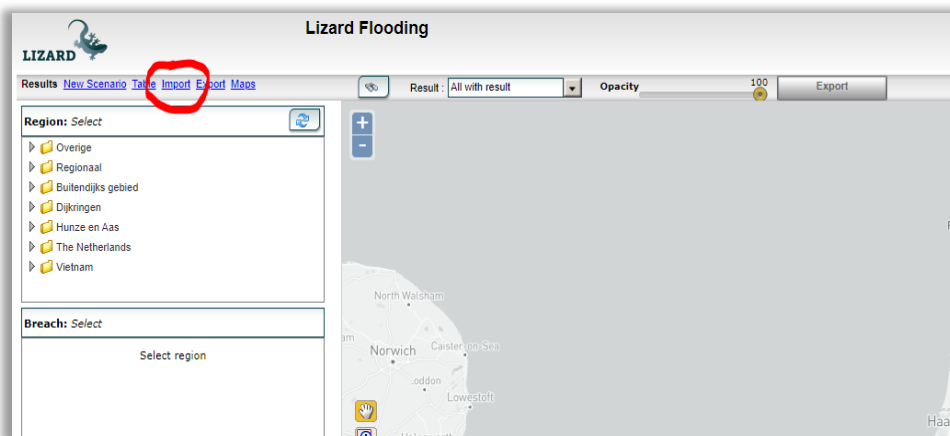 Lizard Flooding
LIZARD
Results New Scenario Table Import Export Maps
Result : All with result
Opacity
100
Export
Region: Select
Overige
Regionaal
Buitendijks gebied
Dijkringen
Hunze en Aas
The Netherlands
Vietnam
Breach: Select
Select region
North Walsham
Caister-on-Sea
Norwich
Lowestoft